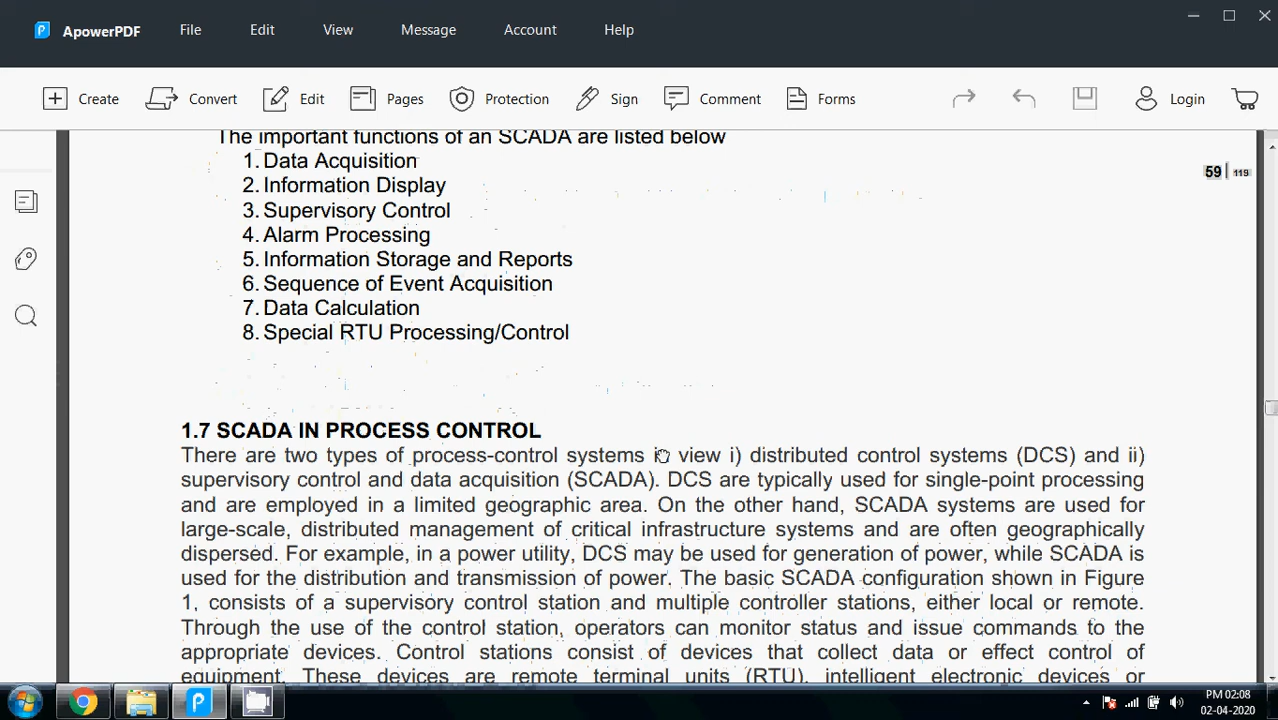 ApowerPDF File Edit View Message Account Help
Create Convert Edit Pages Protection Sign Comment Forms Login
The important functions of an SCADA are listed below
59 119
1. Data Acquisition
2. Information Display
3. Supervisory Control
4. Alarm Processing
5. Information Storage and Reports
6. Sequence of Event Acquisition
7. Data Calculation
8. Special RTU Processing/Control
1.7 SCADA IN PROCESS CONTROL
There are two types of process-control systems view i) distributed control systems (DCS) and ii)
supervisory control and data acquisition (SCADA). DCS are typically used for single-point processing
and are employed in a limited geographic area. On the other hand, SCADA systems are used for
large-scale, distributed management of critical infrastructure systems and are often geographically
dispersed. For example, in a power utility, DCS may be used for generation of power, while SCADA is
used for the distribution and transmission of power. The basic SCADA configuration shown in Figure
1, consists of a supervisory control station and multiple controller stations, either local or remote.
Through the use of the control station, operators can monitor status and issue commands to the
appropriate devices. Control stations consist of devices that collect data or effect control of
equipment. These devices are remote terminal units (RTU), intelligent electronic devices or
PM 02:08
02-04-2020